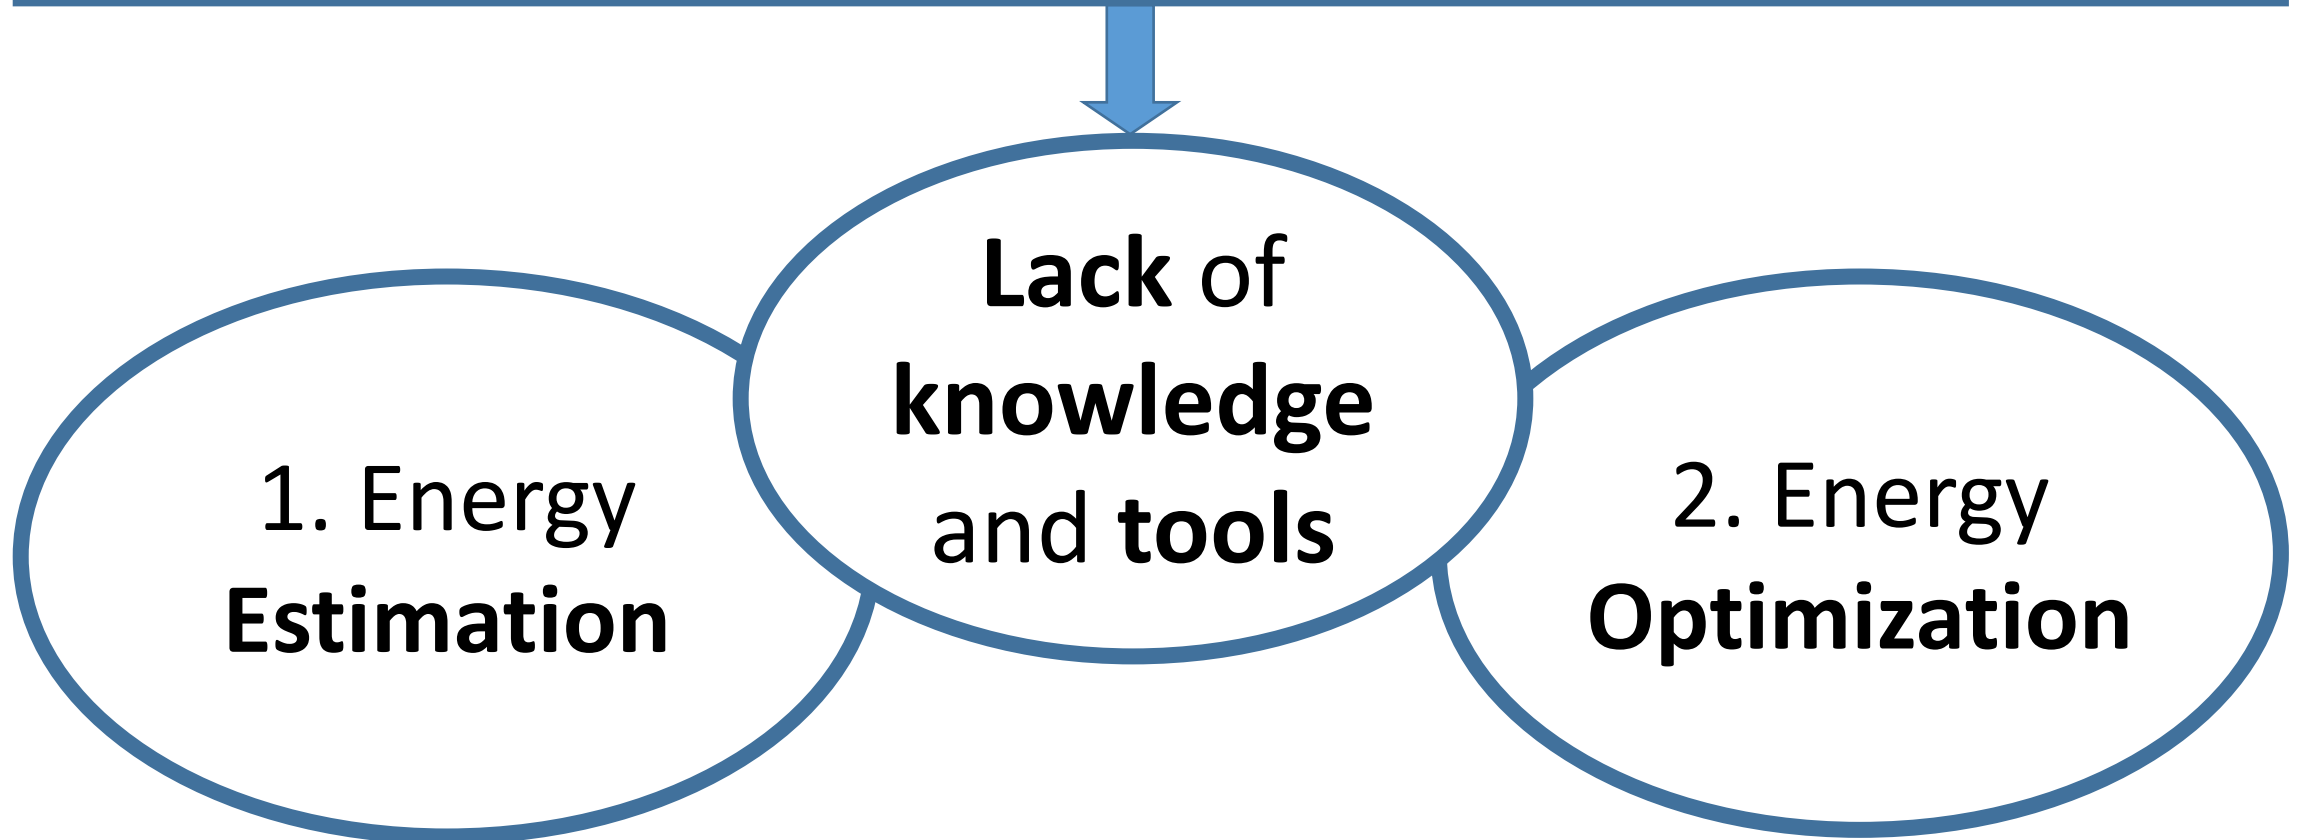 Lack of
knowledge
and tools
1. Energy
Estimation
2. Energy
Optimization